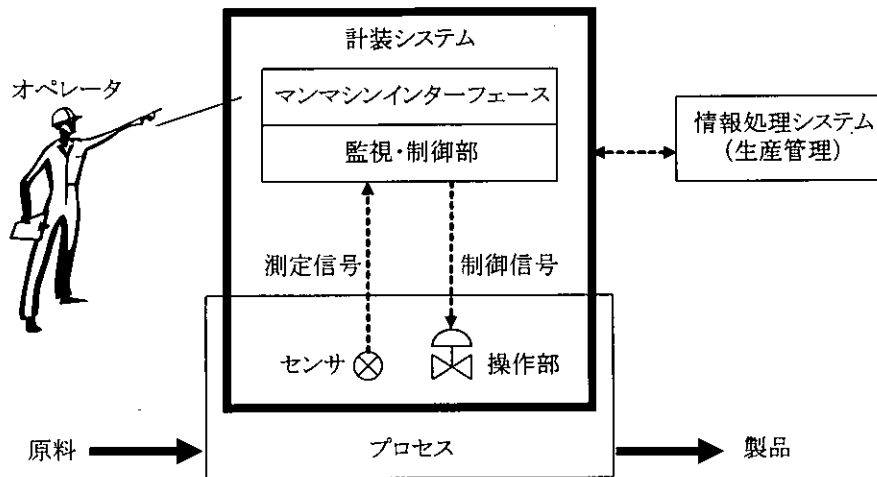 計装システム
オペレータ
マンマシンインターフェース
監視・制御部
情報処理システム
(生産管理)
測定信号
制御信号
センサ
操作部
原料
プロセス
製品